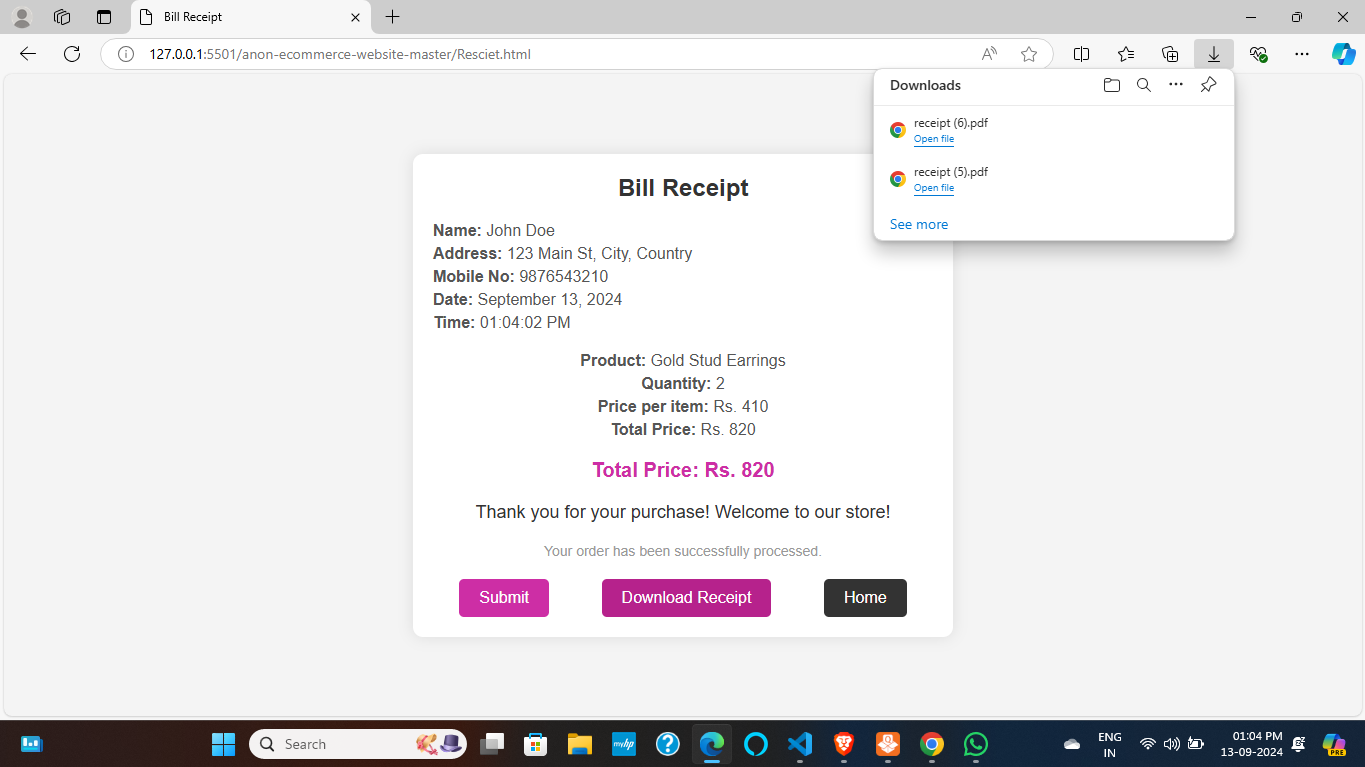 Bill Receipt
127.0.0.1:5501/anon-ecommerce-website-master/Resciet.html
Downloads
receipt (6).pdf
Open file
receipt (5).pdf
Open file
See more
Bill Receipt
Name: John Doe
Address: 123 Main St, City, Country
Mobile No: 9876543210
Date: September 13, 2024
Time: 01:04:02 PM
Product: Gold Stud Earrings
Quantity: 2
Price per item: Rs. 410
Total Price: Rs. 820
Total Price: Rs. 820
Thank you for your purchase! Welcome to our store!
Your order has been successfully processed.
Submit
Download Receipt
Home
Search
myhp
ENG
IN
01:04 PM
13-09-2024
PRE